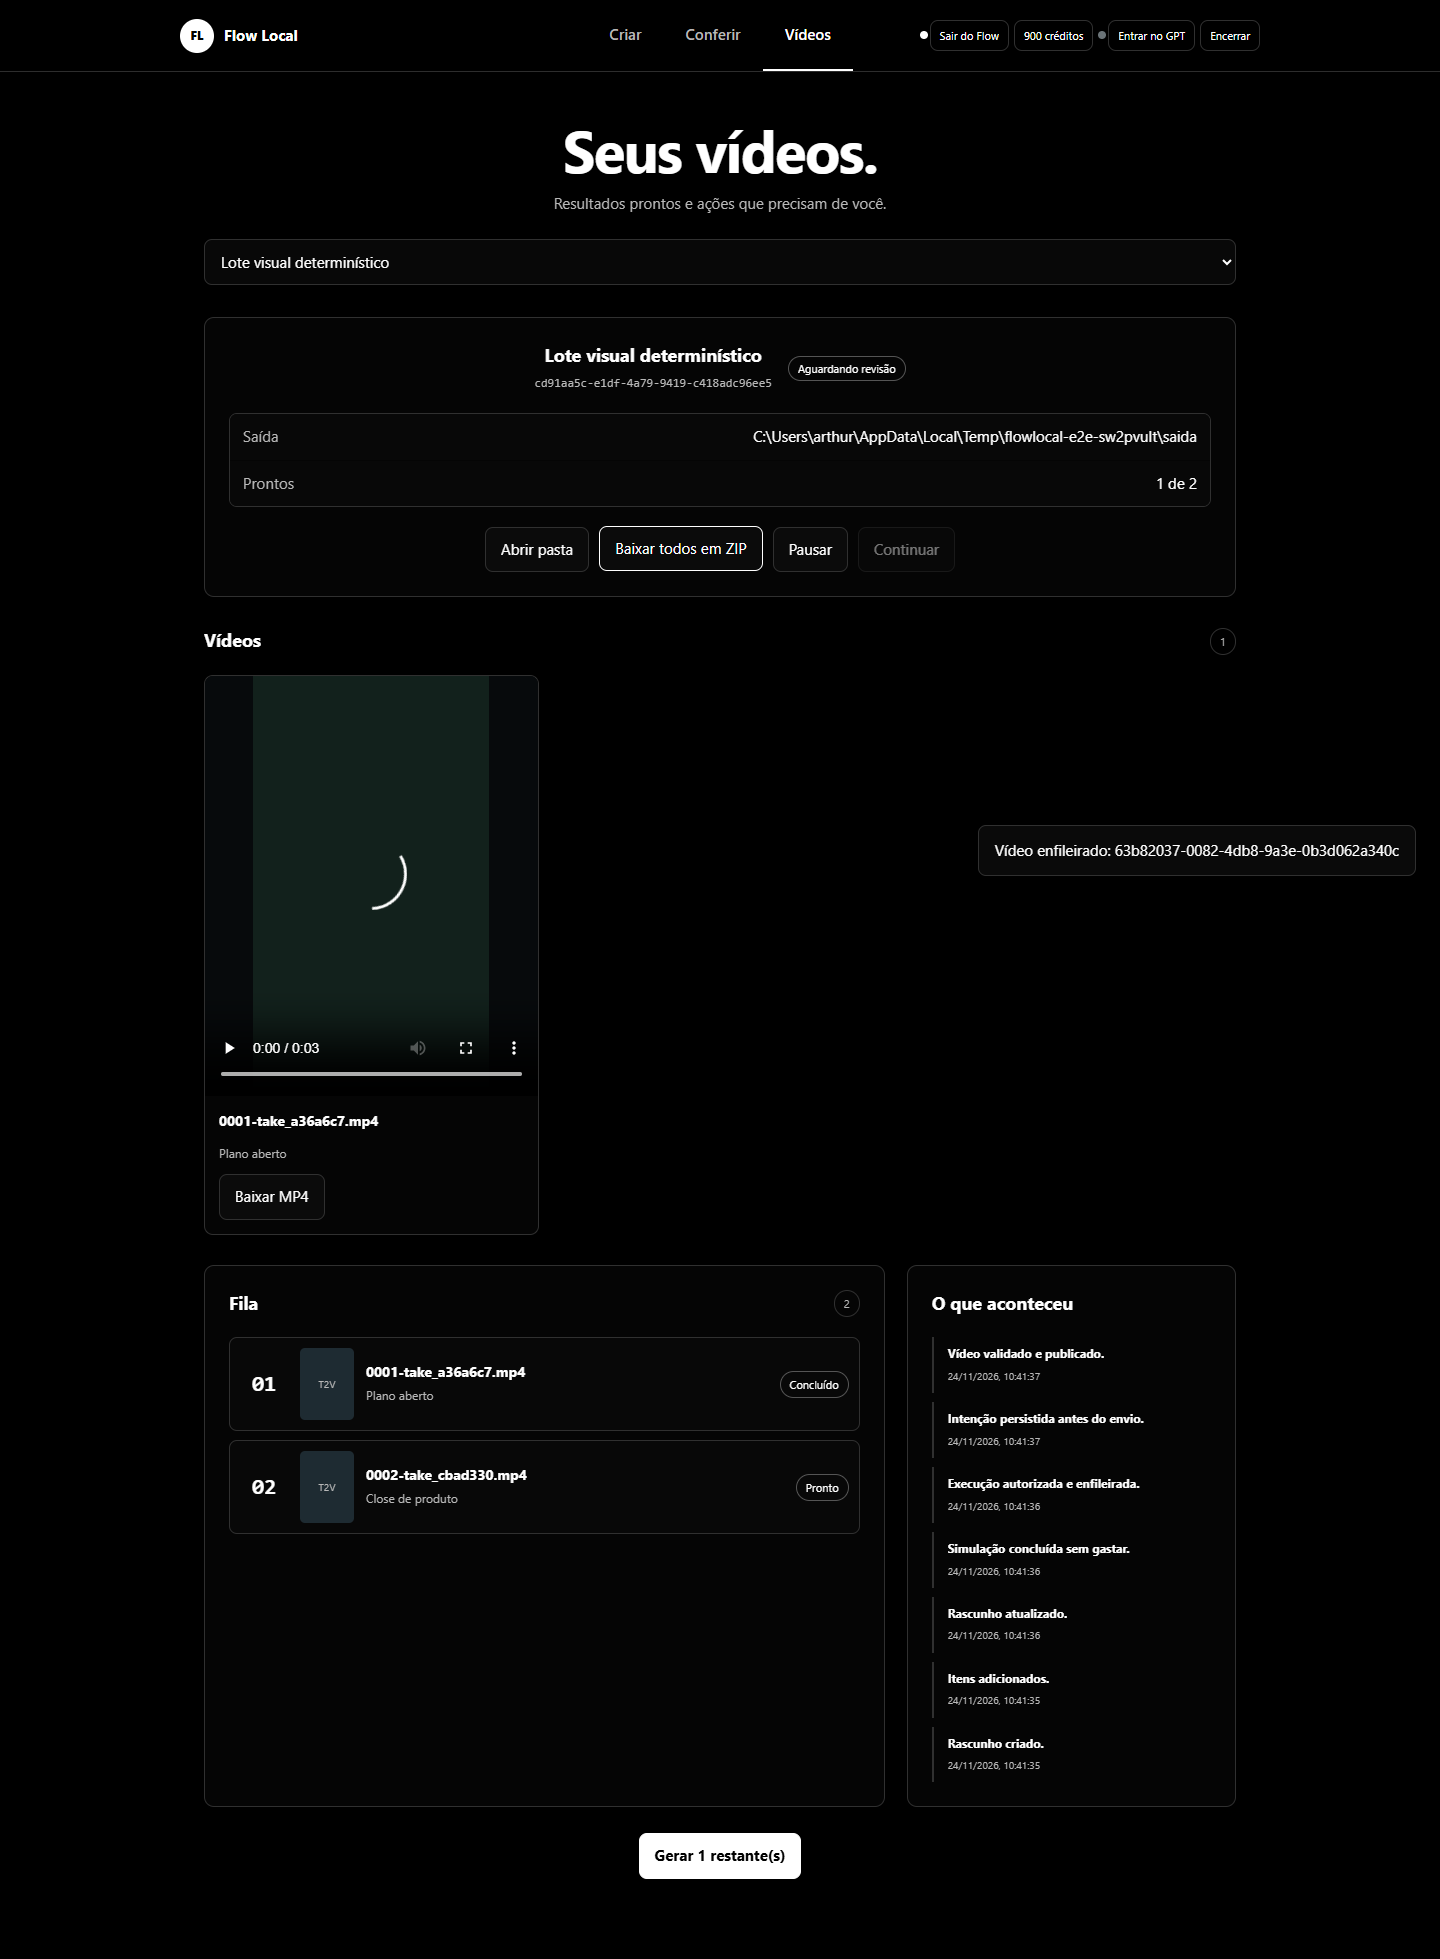 FL
Flow Local
Criar
Conferir
Vídeos
Sair do Flow
900 créditos
Entrar no GPT
Encerrar
Seus vídeos.
Resultados prontos e ações que precisam de você.
Lote visual determinístico
Lote visual determinístico
cd91aa5c-e1df-4a79-9419-c418adc96ee5
Aguardando revisão
Saída
C:\Users\arthur\AppData\Local\Temp\flowlocal-e2e-sw2pvult\saida
Prontos
1 de 2
Abrir pasta
Baixar todos em ZIP
Pausar
Continuar
Vídeos
1
Vídeo enfileirado: 63b82037-0082-4db8-9a3e-0b3d062a340c
0:00 / 0:03
0001-take_a36a6c7.mp4
Plano aberto
Baixar MP4
Fila
2
01
T2V
0001-take_a36a6c7.mp4
Plano aberto
Concluído
02
T2V
0002-take_cbad330.mp4
Close de produto
Pronto
O que aconteceu
Vídeo validado e publicado.
24/11/2026, 10:41:37
Intenção persistida antes do envio.
24/11/2026, 10:41:37
Execução autorizada e enfileirada.
24/11/2026, 10:41:36
Simulação concluída sem gastar.
24/11/2026, 10:41:36
Rascunho atualizado.
24/11/2026, 10:41:36
Itens adicionados.
24/11/2026, 10:41:35
Rascunho criado.
24/11/2026, 10:41:35
Gerar 1 restante(s)